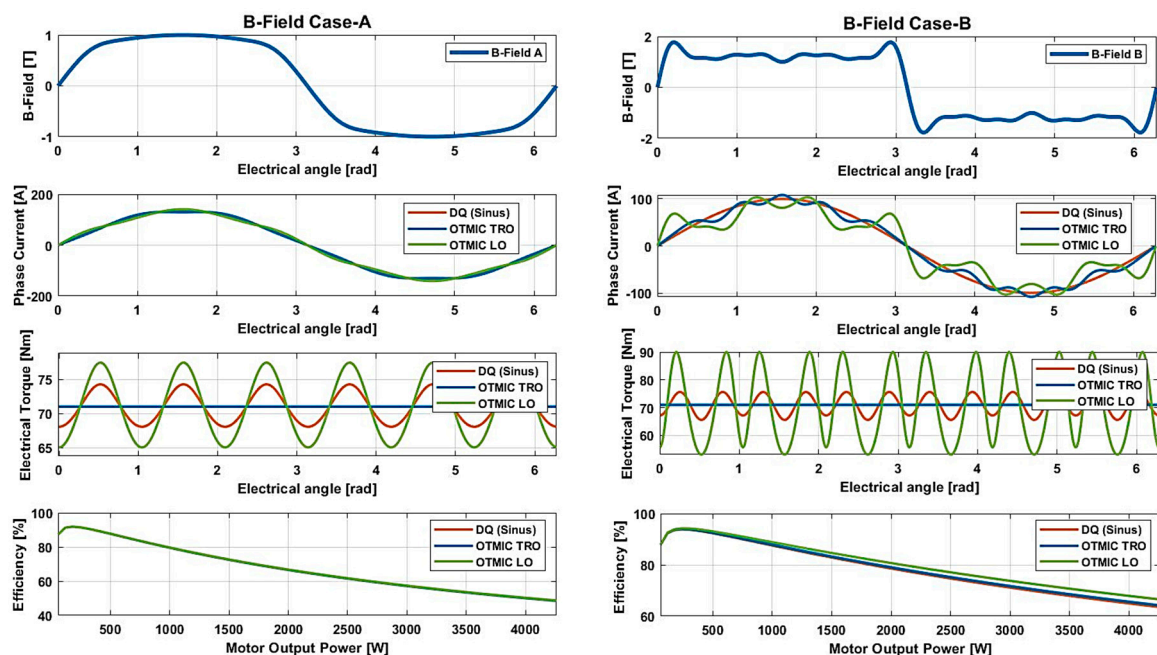 B-Field Case-A
B-Field [T]
1
0
-1
B-Field A
0 1 2 3 4 5 6
Electrical angle [rad]
Phase Current [A]
200
0
-200
DQ (Sinus)
OTMIC TRO
OTMIC LO
0 1 2 3 4 5 6
Electrical angle [rad]
Electrical Torque [Nm]
75
70
65
DQ (Sinus)
OTMIC TRO
OTMIC LO
0 1 2 3 4 5 6
Electrical angle [rad]
Efficiency [%]
100
80
60
40
DQ (Sinus)
OTMIC TRO
OTMIC LO
500 1000 1500 2000 2500 3000 3500 4000
Motor Output Power [W]
B-Field Case-B
B-Field [T]
2
0
-2
B-Field B
0 1 2 3 4 5 6
Electrical angle [rad]
Phase Current [A]
100
0
-100
DQ (Sinus)
OTMIC TRO
OTMIC LO
0 1 2 3 4 5 6
Electrical angle [rad]
Electrical Torque [Nm]
90
80
70
60
DQ (Sinus)
OTMIC TRO
OTMIC LO
0 1 2 3 4 5 6
Electrical angle [rad]
Efficiency [%]
100
80
60
DQ (Sinus)
OTMIC TRO
OTMIC LO
500 1000 1500 2000 2500 3000 3500 4000
Motor Output Power [W]